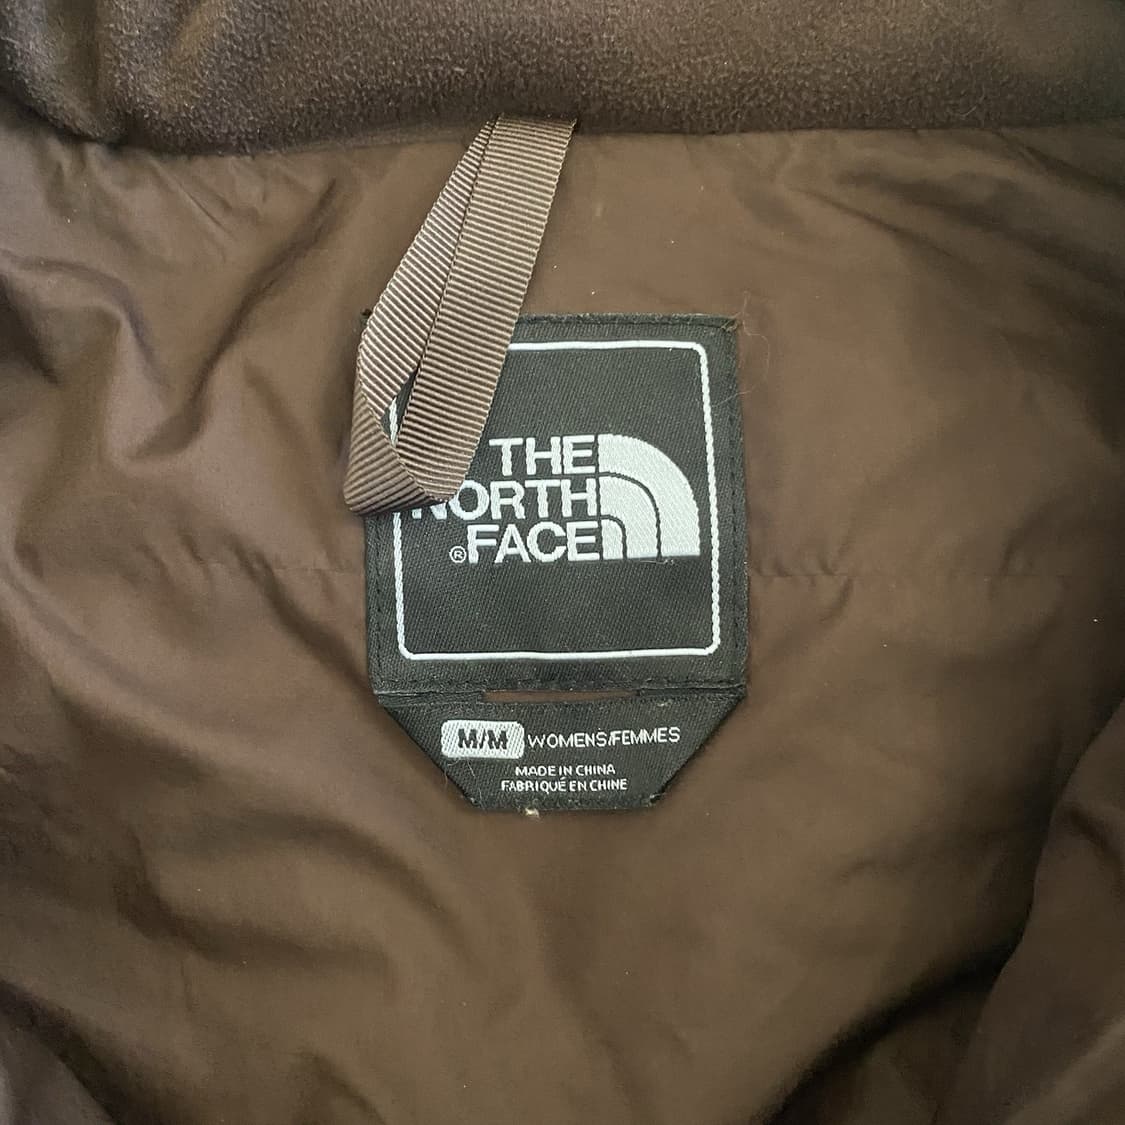 THE
NORTH
®FACE
M/M WOMENS/FEMMES
MADE IN CHINA
FABRIQUÉ EN CHINE